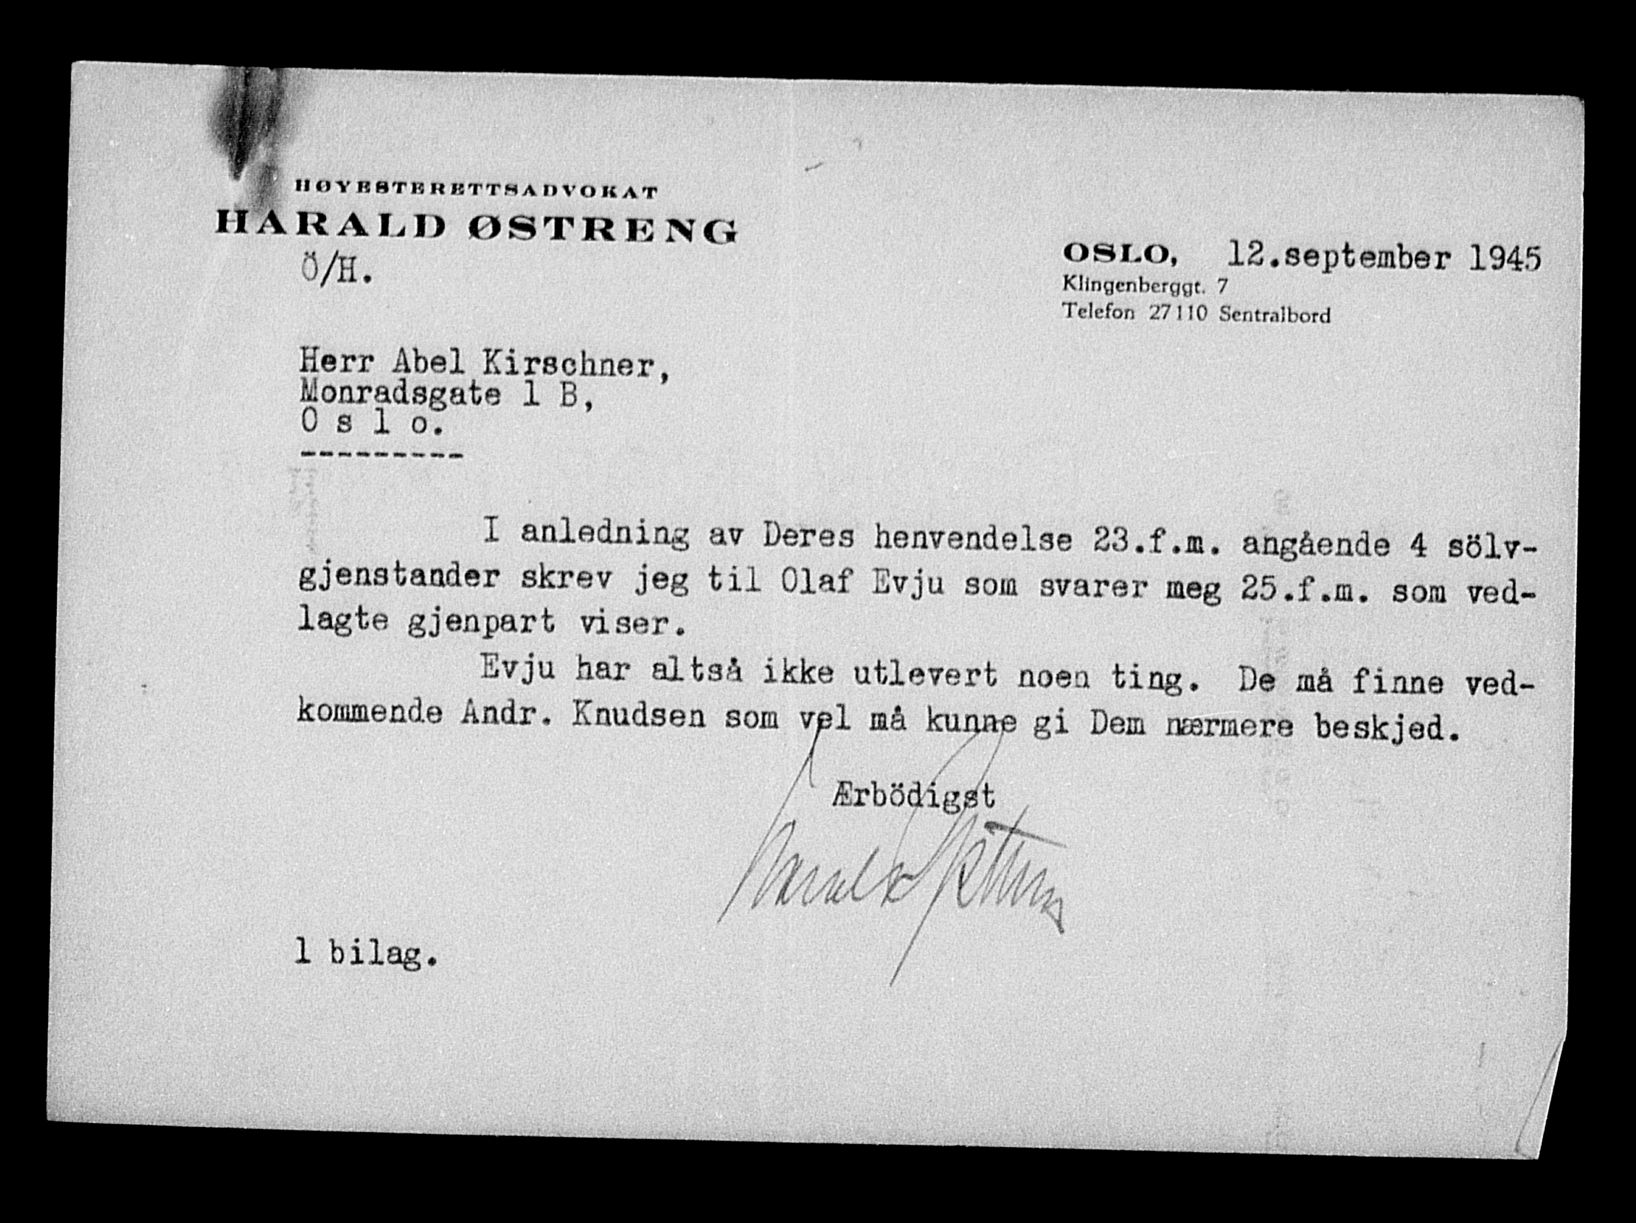 HØYESTERETTSADVOKAT
HARALD ØSTRENG
Ö/H.
OSLO, 12.september 1945
Klingenberggt. 7
Telefon 27110 Sentralbord
Herr Abel Kirschner,
Monradsgate 1 B,
O s l o.
---------
I anledning av Deres henvendelse 23.f.m. angående 4 sölv-
gjenstander skrev jeg til Olaf Evju som svarer meg 25.f.m. som ved-
lagte gjenpart viser.
Evju har altså ikke utlevert noen ting. De må finne ved-
kommende Andr. Knudsen som vel må kunne gi Dem nærmere beskjed.
Ærbödigst
Harald Østreng
1 bilag.